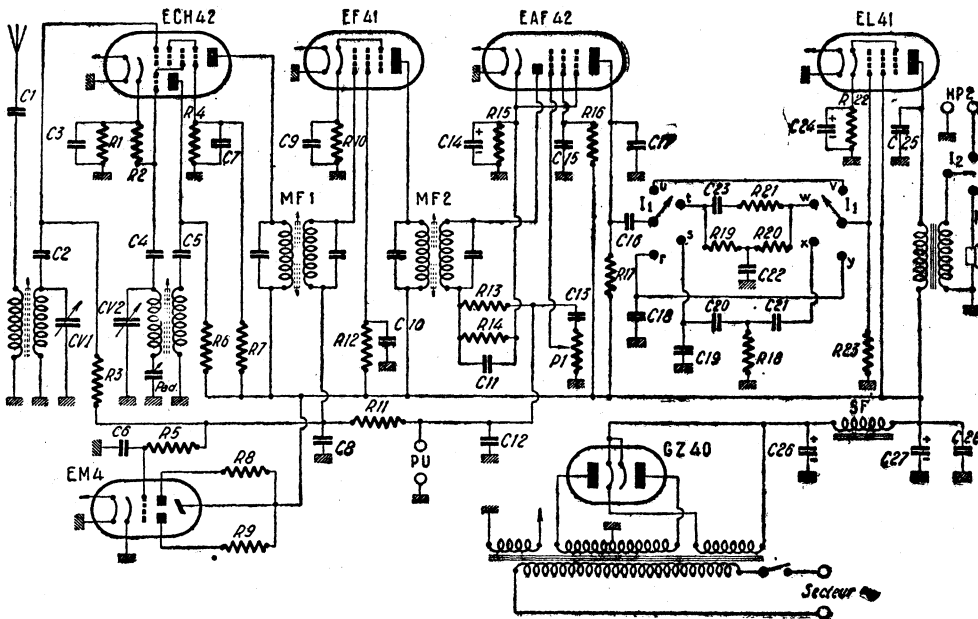 ECH42 EF41 EAF42 EL41
HP2
C1
C3 R1 R2 R4 C7 C9 R10 C14 R15 C15 R16 C17 C24 R22 C25 I2
MF1 MF2
u C23 R21 v
I1 t w I1
C16
C2 C4 C5 s R19 R20 x
r C22 y
CV2 R13 C13 R17
CV1 R14 C18 C20 C21
R3 Pad. R6 R7 R12 C10 C11 P1 C19 R18 R23
R11 SF
C6 R5 C8 PU C12 GZ40 C26 C27 C28
EM4 R8
R9
Secteur